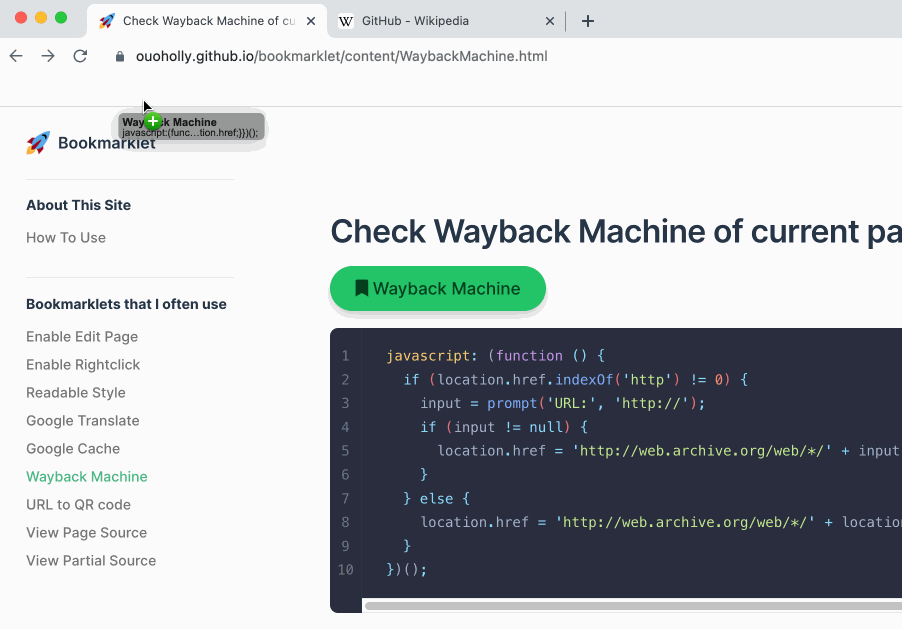 Check Wayback Machine of cu
GitHub - Wikipedia
ouoholly.github.io/bookmarklet/content/WaybackMachine.html
Wayback Machine
javascript:(func...tion.href;}})();
Bookmarklet
About This Site
How To Use
Bookmarklets that I often use
Enable Edit Page
Enable Rightclick
Readable Style
Google Translate
Google Cache
Wayback Machine
URL to QR code
View Page Source
View Partial Source
Check Wayback Machine of current pa
Wayback Machine
1 javascript: (function () {
2 if (location.href.indexOf('http') != 0) {
3 input = prompt('URL:', 'http://');
4 if (input != null) {
5 location.href = 'http://web.archive.org/web/*/' + input
6 }
7 } else {
8 location.href = 'http://web.archive.org/web/*/' + locatio
9 }
10 })();